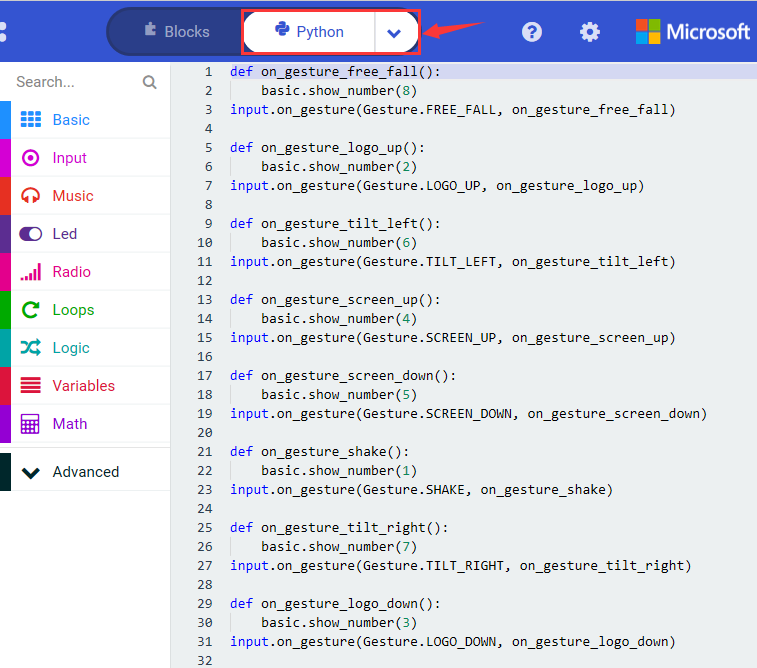 Blocks
Python
?
Microsoft
Search...
Basic
Input
Music
Led
Radio
Loops
Logic
Variables
Math
Advanced
1 def on_gesture_free_fall():
2 basic.show_number(8)
3 input.on_gesture(Gesture.FREE_FALL, on_gesture_free_fall)
4
5 def on_gesture_logo_up():
6 basic.show_number(2)
7 input.on_gesture(Gesture.LOGO_UP, on_gesture_logo_up)
8
9 def on_gesture_tilt_left():
10 basic.show_number(6)
11 input.on_gesture(Gesture.TILT_LEFT, on_gesture_tilt_left)
12
13 def on_gesture_screen_up():
14 basic.show_number(4)
15 input.on_gesture(Gesture.SCREEN_UP, on_gesture_screen_up)
16
17 def on_gesture_screen_down():
18 basic.show_number(5)
19 input.on_gesture(Gesture.SCREEN_DOWN, on_gesture_screen_down)
20
21 def on_gesture_shake():
22 basic.show_number(1)
23 input.on_gesture(Gesture.SHAKE, on_gesture_shake)
24
25 def on_gesture_tilt_right():
26 basic.show_number(7)
27 input.on_gesture(Gesture.TILT_RIGHT, on_gesture_tilt_right)
28
29 def on_gesture_logo_down():
30 basic.show_number(3)
31 input.on_gesture(Gesture.LOGO_DOWN, on_gesture_logo_down)
32